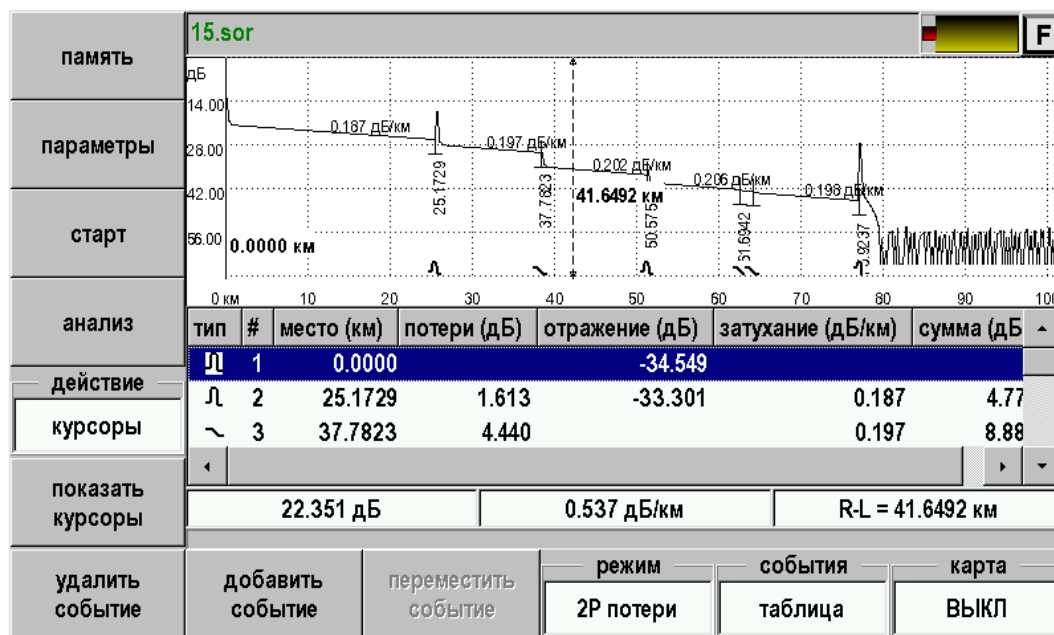 память
параметры
старт
анализ
действие
курсоры
показать
курсоры
удалить
событие
15.sor
F
дБ
14.00
28.00
42.00
56.00
0.187 дБ/км
0.197 дБ/км
0.202 дБ/км
0.206 дБ/км
0.198 дБ/км
25.1729
37.7823
50.575
61.6942
.9237
0.0000 км
41.6492 км
0 км 10 20 30 40 50 60 70 80 90 10
тип # место (км) потери (дБ) отражение (дБ) затухание (дБ/км) сумма (дБ
1 0.0000 -34.549
2 25.1729 1.613 -33.301 0.187 4.77
3 37.7823 4.440 0.197 8.88
22.351 дБ 0.537 дБ/км R-L = 41.6492 км
добавить
событие
переместить
событие
режим
2P потери
события
таблица
карта
ВЫКЛ